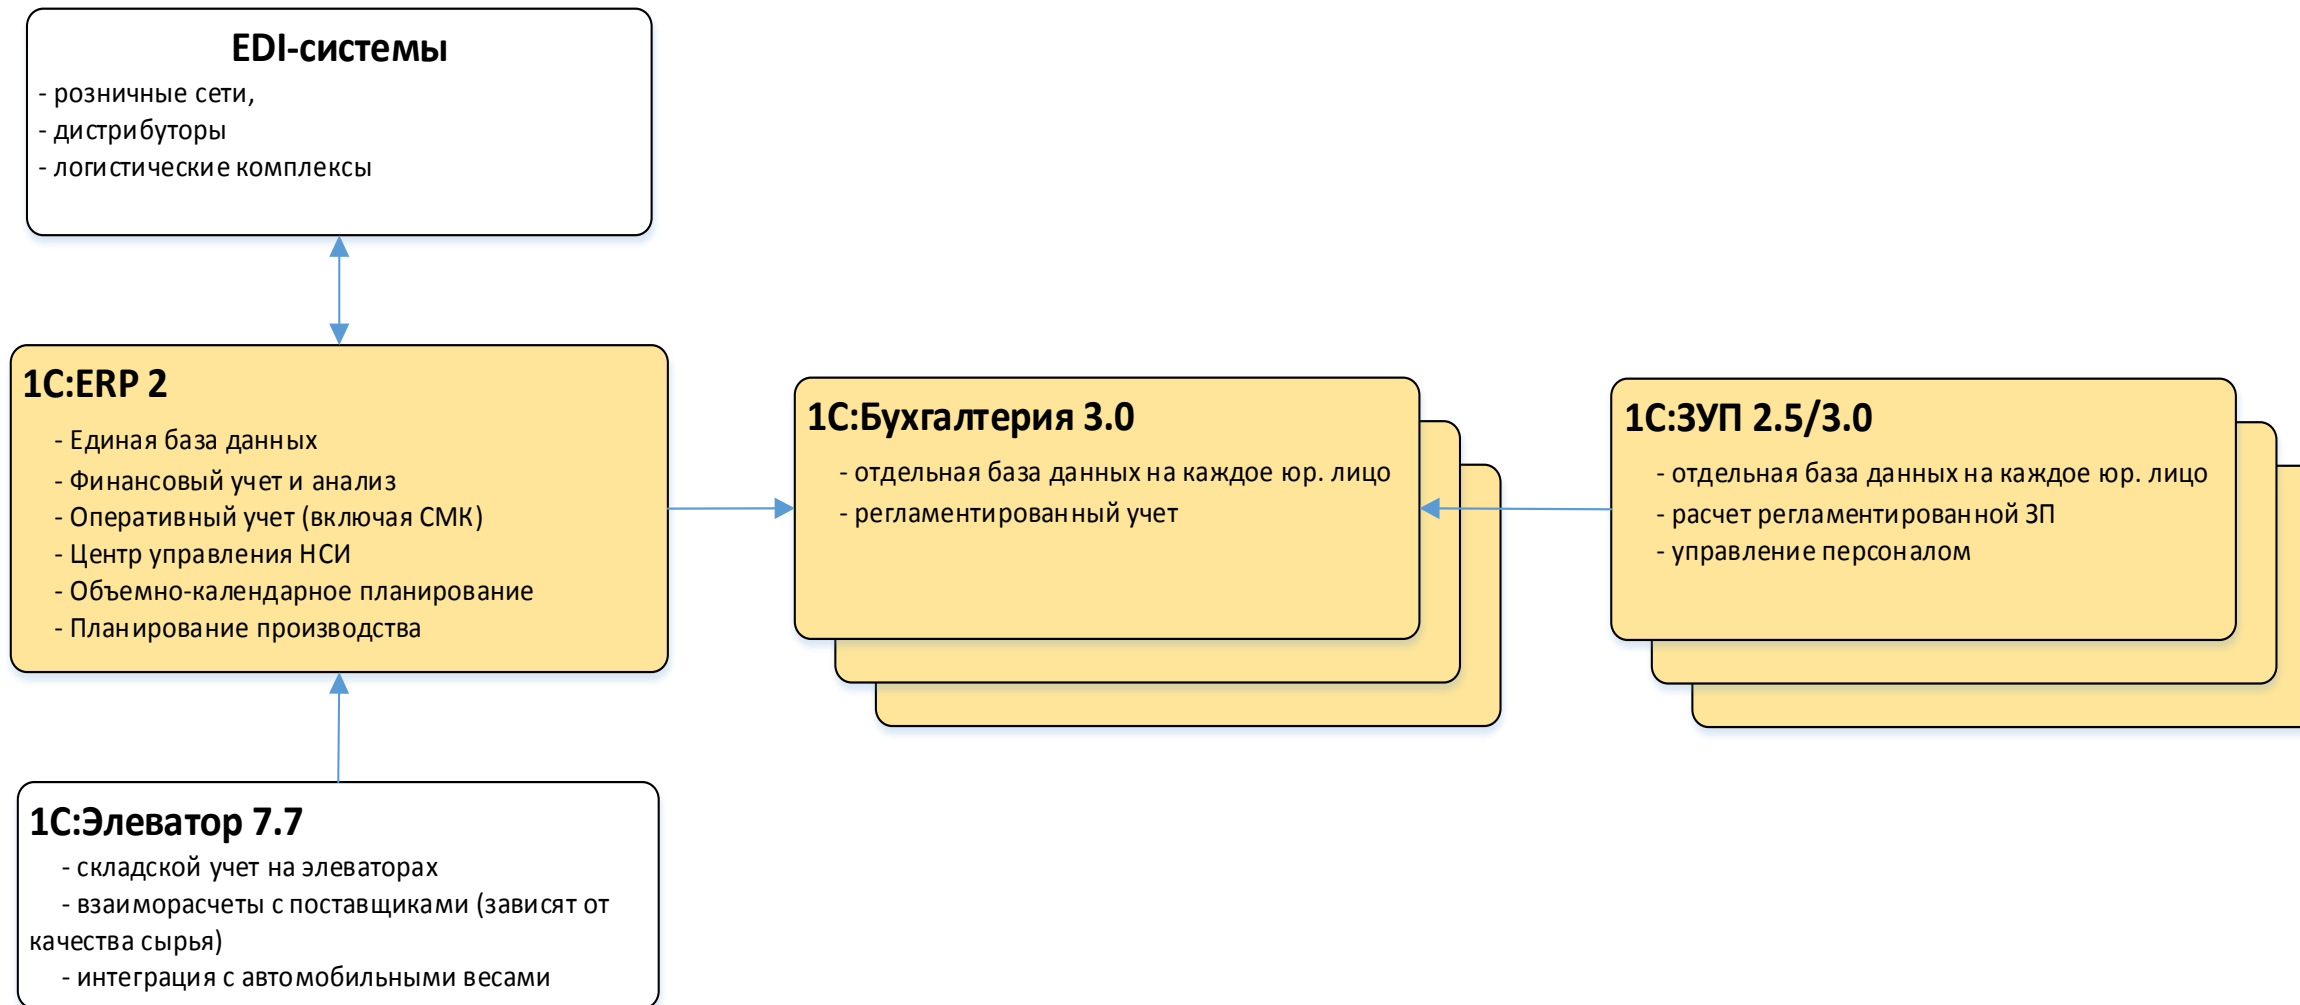 EDI-системы
- розничные сети,
- дистрибуторы
- логистические комплексы
1С:ERP 2
- Единая база данных
- Финансовый учет и анализ
- Оперативный учет (включая СМК)
- Центр управления НСИ
- Объемно-календарное планирование
- Планирование производства
1С:Бухгалтерия 3.0
- отдельная база данных на каждое юр. лицо
- регламентированный учет
1С:ЗУП 2.5/3.0
- отдельная база данных на каждое юр. лицо
- расчет регламентированной ЗП
- управление персоналом
1С:Элеватор 7.7
- складской учет на элеваторах
- взаиморасчеты с поставщиками (зависят от
качества сырья)
- интеграция с автомобильными весами